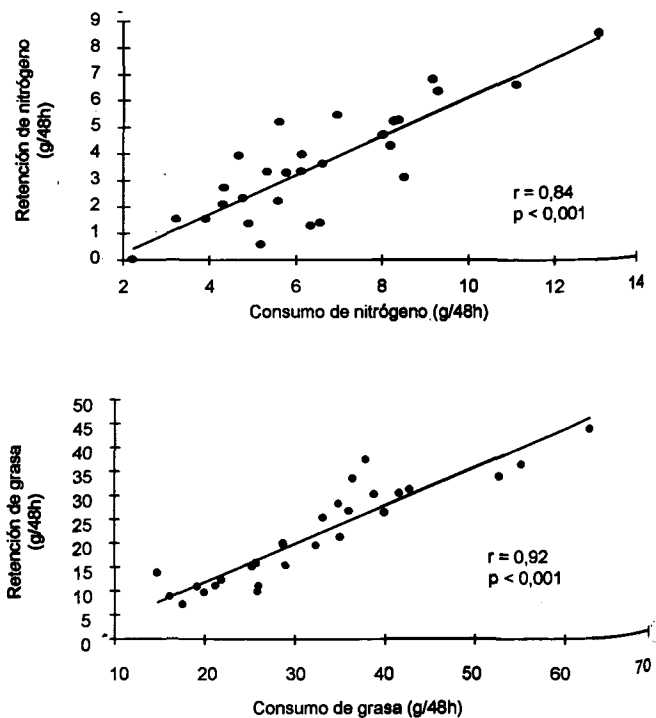 Retención de nitrógeno
(g/48h)
9
8
7
6
5
4
3
2
1
0
2 4 6 8 10 12 14
Consumo de nitrógeno (g/48h)
r = 0,84
p < 0,001
Retención de grasa
(g/48h)
50
45
40
35
30
25
20
15
10
5
0
10 20 30 40 50 60 70
Consumo de grasa (g/48h)
r = 0,92
p < 0,001